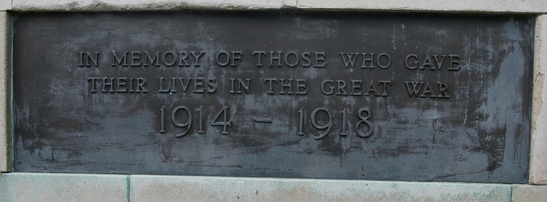 IN MEMORY OF THOSE WHO GAVE
THEIR LIVES IN THE GREAT WAR
1914 – 1918